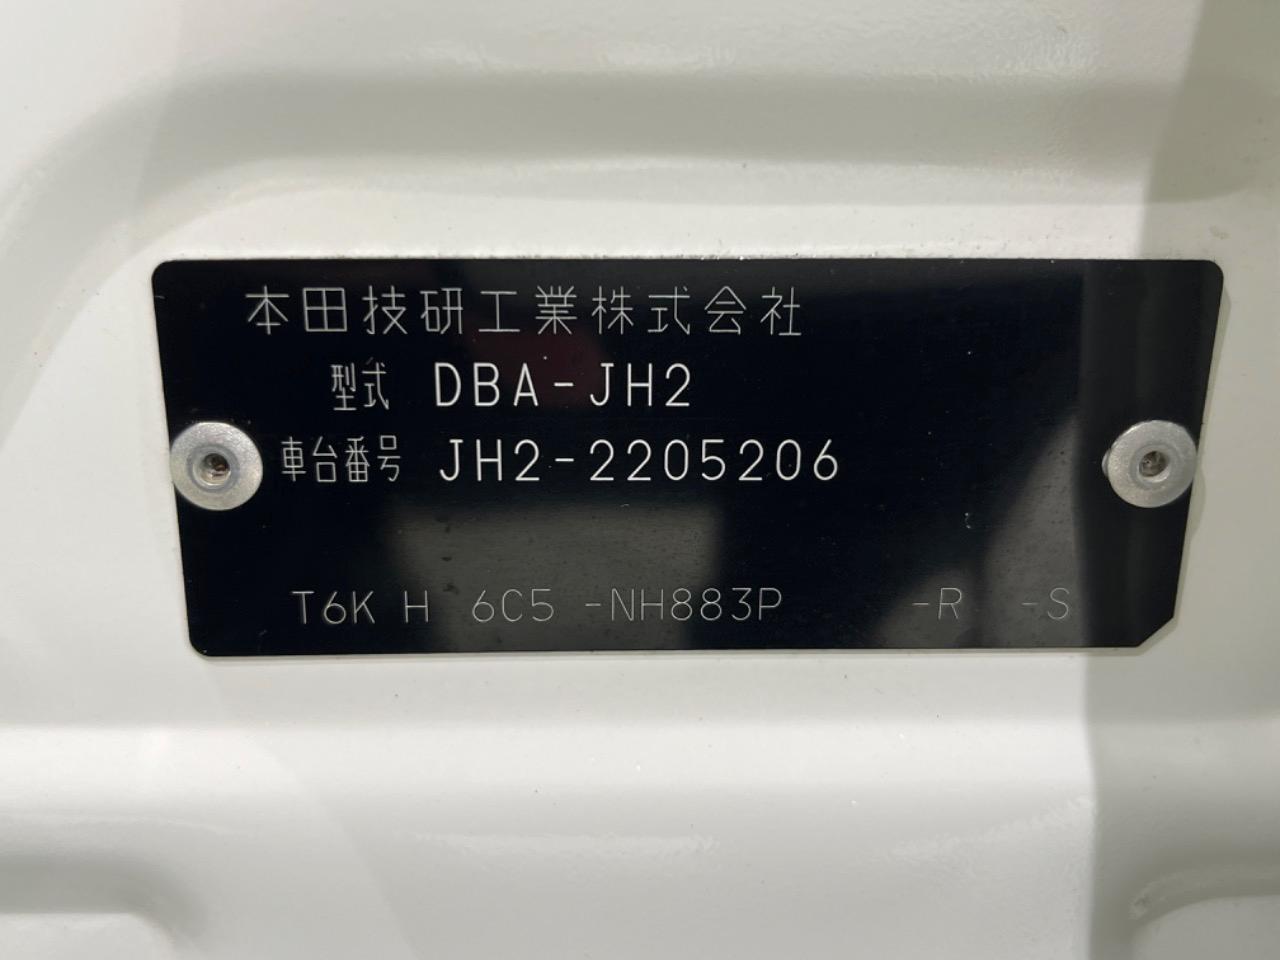 本田技研工業株式会社
型式 DBA-JH2
車台番号 JH2-2205206
T6K H 6C5 -NH883P -R -S